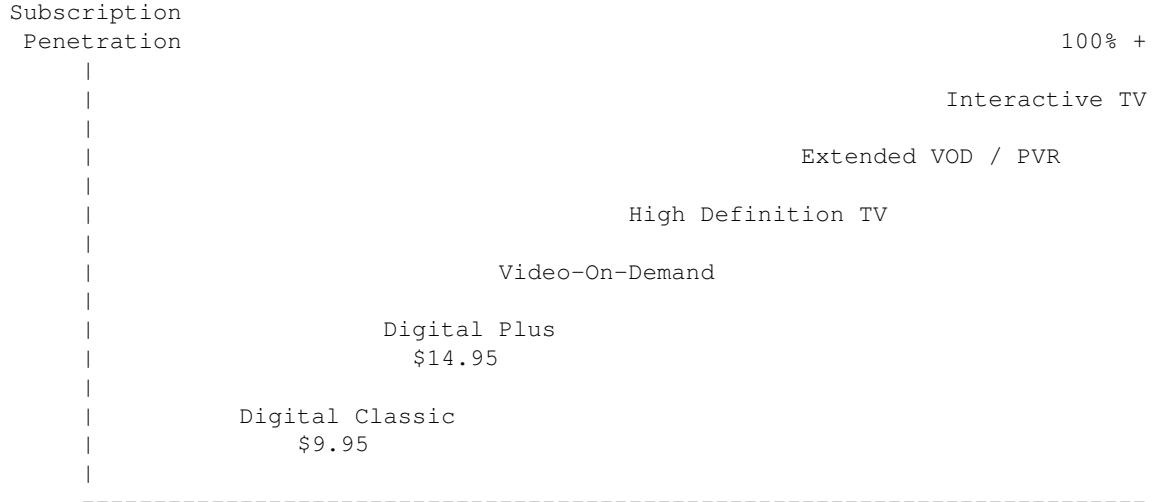 Subscription
Penetration 100% +
Interactive TV
Extended VOD / PVR
High Definition TV
Video-On-Demand
Digital Plus
$14.95
Digital Classic
$9.95